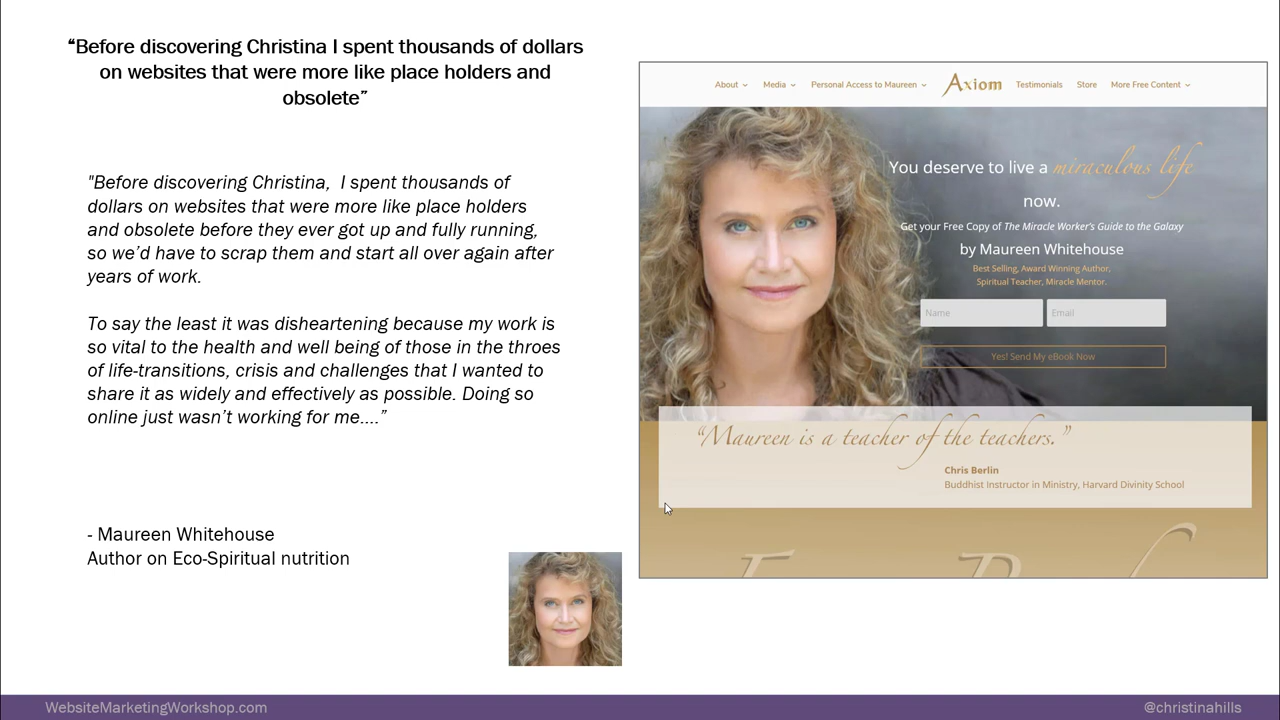 “Before discovering Christina I spent thousands of dollars
on websites that were more like place holders and
obsolete”
"Before discovering Christina,  I spent thousands of
dollars on websites that were more like place holders
and obsolete before they ever got up and fully running,
so we’d have to scrap them and start all over again after
years of work.
To say the least it was disheartening because my work is
so vital to the health and well being of those in the throes
of life-transitions, crisis and challenges that I wanted to
share it as widely and effectively as possible. Doing so
online just wasn’t working for me....”
- Maureen Whitehouse
Author on Eco-Spiritual nutrition
About Media Personal Access to Maureen Axiom Testimonials Store More Free Content
You deserve to live a miraculous life
now.
Get your Free Copy of The Miracle Worker's Guide to the Galaxy
by Maureen Whitehouse
Best Selling, Award Winning Author,
Spiritual Teacher, Miracle Mentor.
Name Email
Yes! Send My eBook Now
“Maureen is a teacher of the teachers.”
Chris Berlin
Buddhist Instructor in Ministry, Harvard Divinity School
WebsiteMarketingWorkshop.com
@christinahills